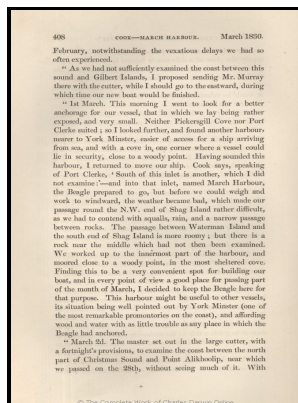 408 COOK—MARCH HARBOUR. March 1830.
February, notwithstanding the vexatious delays we had so
often experienced.
" As we had not sufficiently examined the coast between this
sound and Gilbert Islands, I proposed sending Mr. Murray
there with the cutter, while I should go to the eastward, during
which time our new boat would be finished.
" 1st March. This morning I went to look for a better
anchorage for our vessel, that in which we lay being rather
exposed, and very small. Neither Pickersgill Cove nor Port
Clerke suited; so I looked further, and found another harbour
nearer to York Minster, easier of access for a ship arriving
from sea, and with a cove in one corner where a vessel could
lie in security, close to a woody point. Having sounded this
harbour, I returned to move our ship. Cook says, speaking
of Port Clerke, ' South of this inlet is another, which I did
not examine:'—and into that inlet, named March Harbour,
the Beagle prepared to go, but before we could weigh and
work to windward, the weather became bad, which made our
passage round the N.W. end of Shag Island rather difficult,
as we had to contend with squalls, rain, and a narrow passage
between rocks. The passage between Waterman Island and
the south end of Shag Island is more roomy; but there is a
rock near the middle which had not then been examined.
We worked up to the innermost part of the harbour, and
moored close to a woody point, in the most sheltered cove.
Finding this to be a very convenient spot for building our
boat, and in every point of view a good place for passing part
of the month of March, I decided to keep the Beagle here for
that purpose. This harbour might be useful to other vessels,
its situation being well pointed out by York Minster (one of
the most remarkable promontories on the coast), and affording
wood and water with as little trouble as any place in which the
Beagle had anchored.
" March 2d. The master set out in the large cutter, with
a fortnight's provisions, to examine the coast between the north
part of Christmas Sound and Point Alikhoolip, near which
we passed on the 28th, without seeing much of it. With
© The Complete Work of Charles Darwin Online